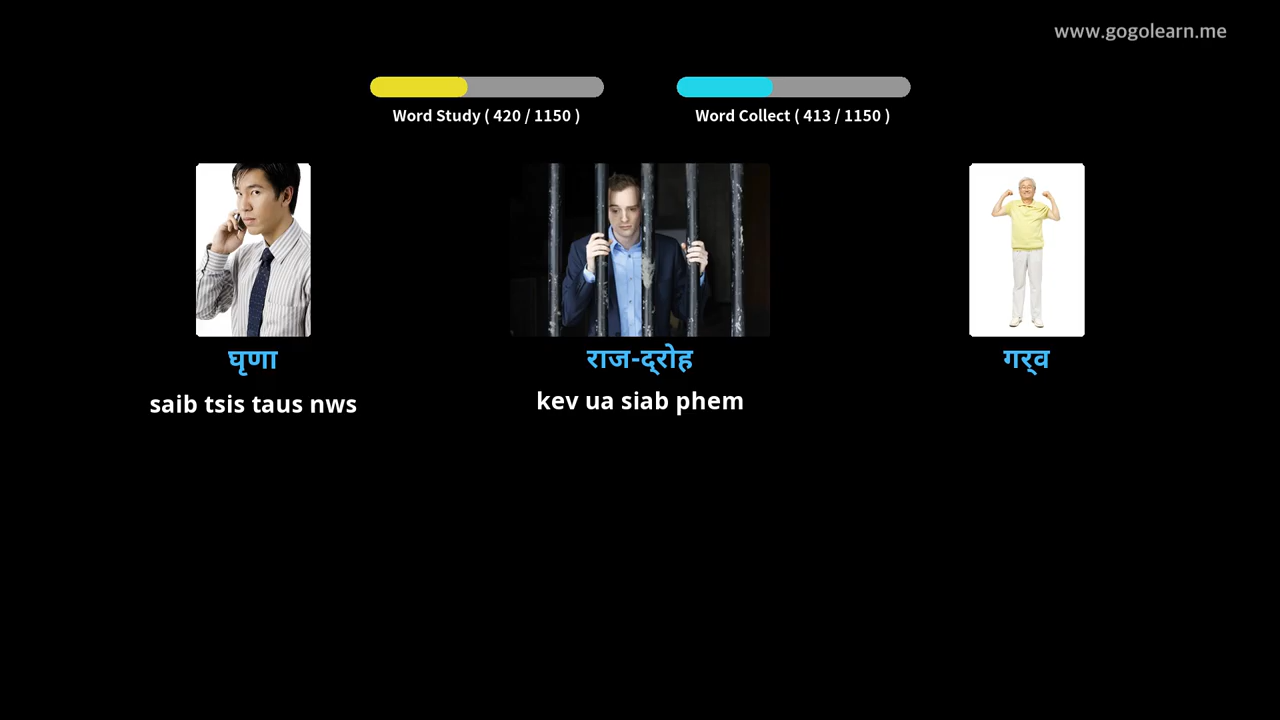 www.gogolearn.me
Word Study ( 420 / 1150 )
Word Collect ( 413 / 1150 )
घृणा
राज-द्रोह
गर्व
saib tsis taus nws
kev ua siab phem